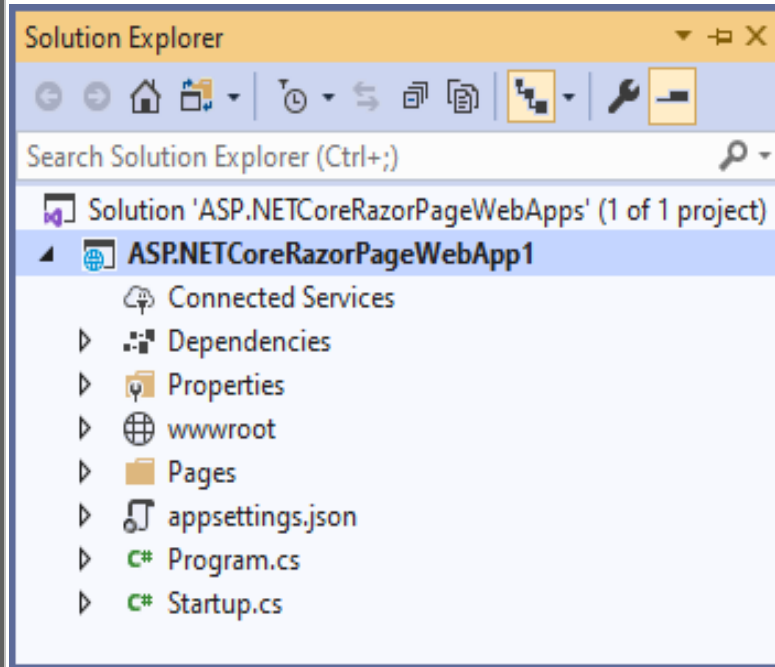 Solution Explorer
Search Solution Explorer (Ctrl+;)
Solution 'ASP.NETCoreRazorPageWebApps' (1 of 1 project)
ASP.NETCoreRazorPageWebApp1
Connected Services
Dependencies
Properties
wwwroot
Pages
appsettings.json
C# Program.cs
C# Startup.cs